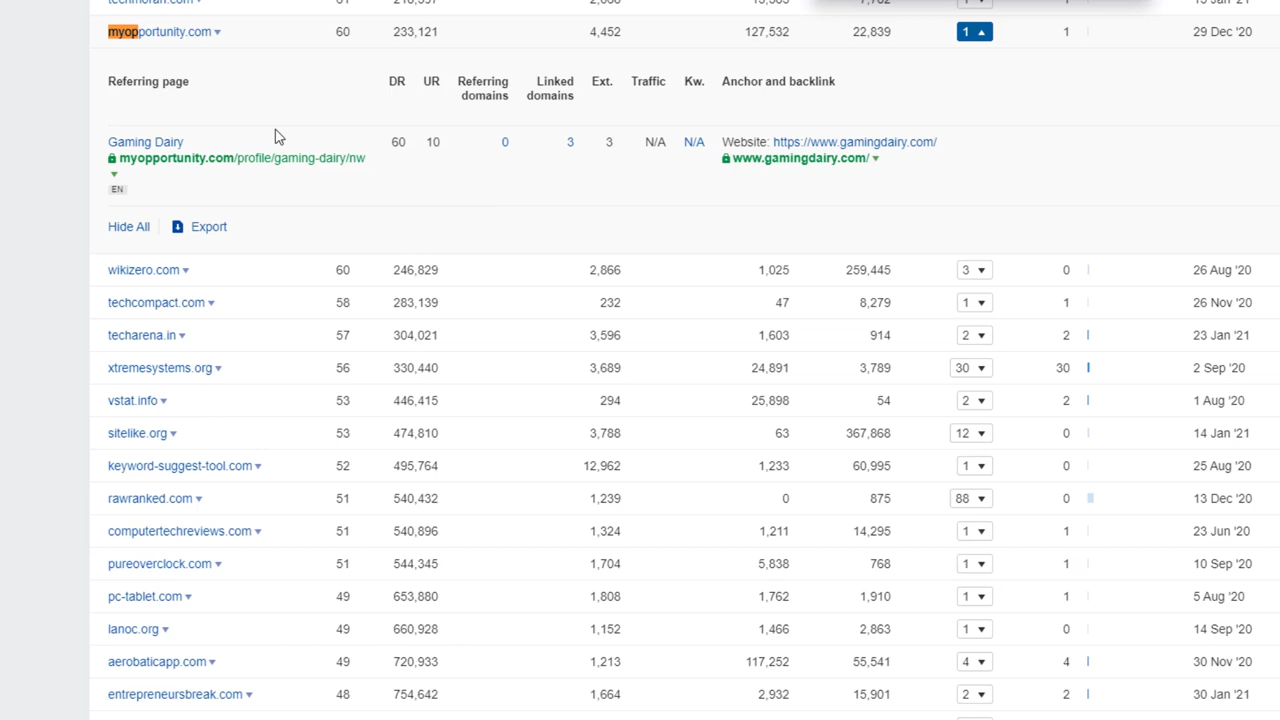 myopportunity.com 60 233,121 4,452 127,532 22,839 1 1 29 Dec '20
Referring page DR UR Referring domains Linked domains Ext. Traffic Kw. Anchor and backlink
Gaming Dairy 60 10 0 3 3 N/A N/A Website: https://www.gamingdairy.com/
myopportunity.com/profile/gaming-dairy/nw www.gamingdairy.com/
EN
Hide All Export
wikizero.com 60 246,829 2,866 1,025 259,445 3 0 26 Aug '20
techcompact.com 58 283,139 232 47 8,279 1 1 26 Nov '20
techarena.in 57 304,021 3,596 1,603 914 2 2 23 Jan '21
xtremesystems.org 56 330,440 3,689 24,891 3,789 30 30 2 Sep '20
vstat.info 53 446,415 294 25,898 54 2 2 1 Aug '20
sitelike.org 53 474,810 3,788 63 367,868 12 0 14 Jan '21
keyword-suggest-tool.com 52 495,764 12,962 1,233 60,995 1 0 25 Aug '20
rawranked.com 51 540,432 1,239 0 875 88 0 13 Dec '20
computertechreviews.com 51 540,896 1,324 1,211 14,295 1 1 23 Jun '20
pureoverclock.com 51 544,345 1,704 5,838 768 1 1 10 Sep '20
pc-tablet.com 49 653,880 1,808 1,762 1,910 1 1 5 Aug '20
lanoc.org 49 660,928 1,152 1,466 2,863 1 0 14 Sep '20
aerobaticapp.com 49 720,933 1,213 117,252 55,541 4 4 30 Nov '20
entrepreneursbreak.com 48 754,642 1,664 2,932 15,901 2 2 30 Jan '21